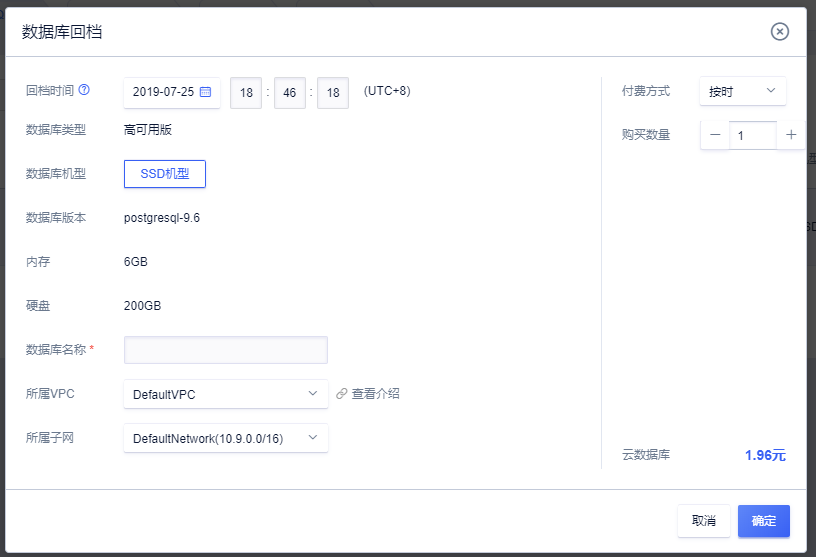 数据库回档
回档时间 2019-07-25 18 : 46 : 18 (UTC+8)
数据库类型 高可用版
数据库机型 SSD机型
数据库版本 postgresql-9.6
内存 6GB
硬盘 200GB
数据库名称 *
所属VPC DefaultVPC 查看介绍
所属子网 DefaultNetwork(10.9.0.0/16)
付费方式 按时
购买数量 1
云数据库 1.96元
取消 确定